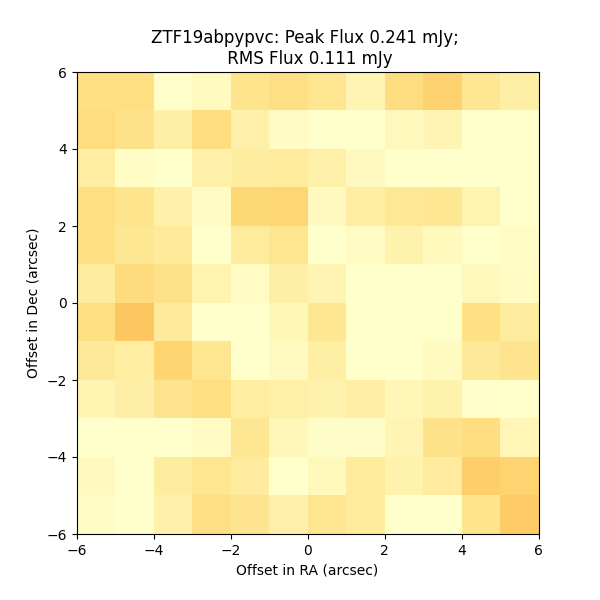 ZTF19abpypvc: Peak Flux 0.241 mJy;
RMS Flux 0.111 mJy
6
4
2
0
−2
−4
−6
Offset in Dec (arcsec)
−6 −4 −2 0 2 4 6
Offset in RA (arcsec)